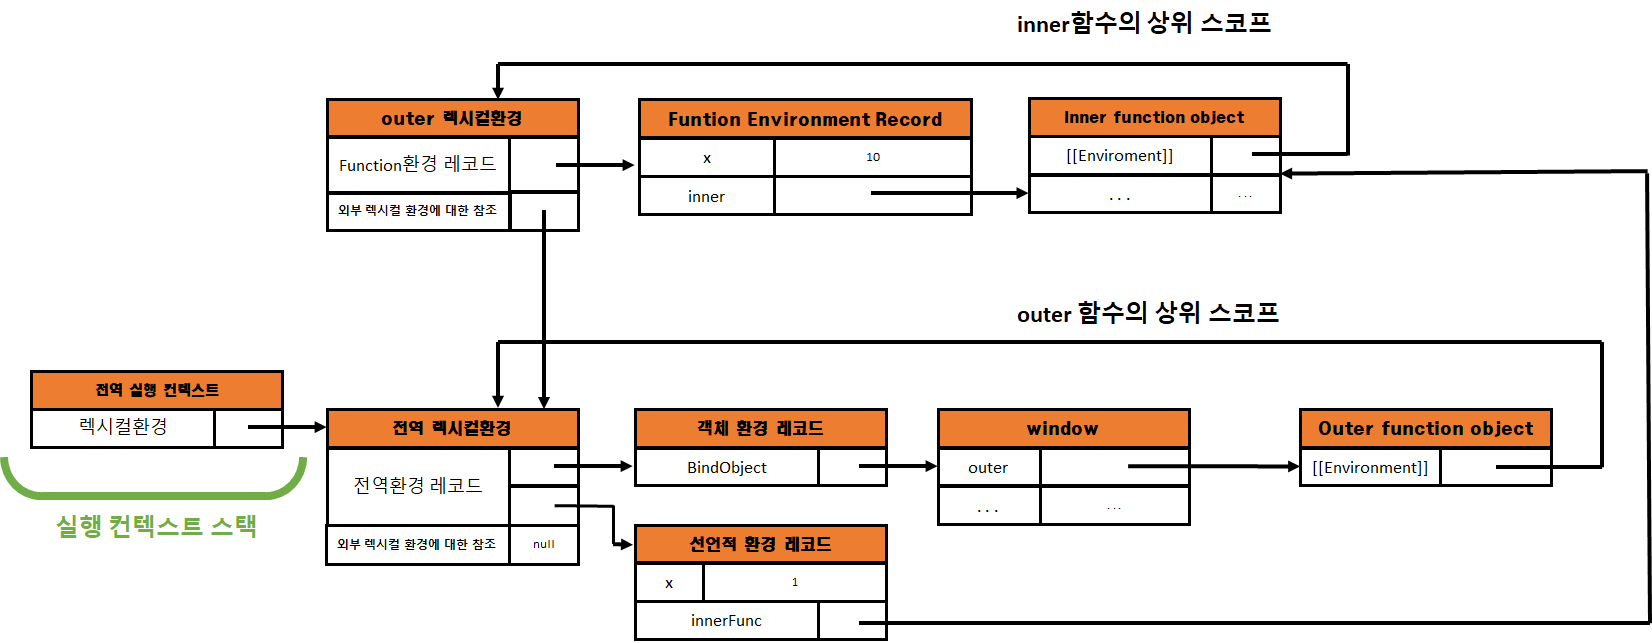 inner함수의 상위 스코프
outer 렉시컬환경
Function환경 레코드
외부 렉시컬 환경에 대한 참조
Funtion Environment Record
x
10
inner
Inner function object
[[Enviroment]]
...
...
outer 함수의 상위 스코프
전역 실행 컨텍스트
렉시컬환경
실행 컨텍스트 스택
전역 렉시컬환경
전역환경 레코드
외부 렉시컬 환경에 대한 참조
null
객체 환경 레코드
BindObject
window
outer
...
...
Outer function object
[[Environment]]
선언적 환경 레코드
x
1
innerFunc